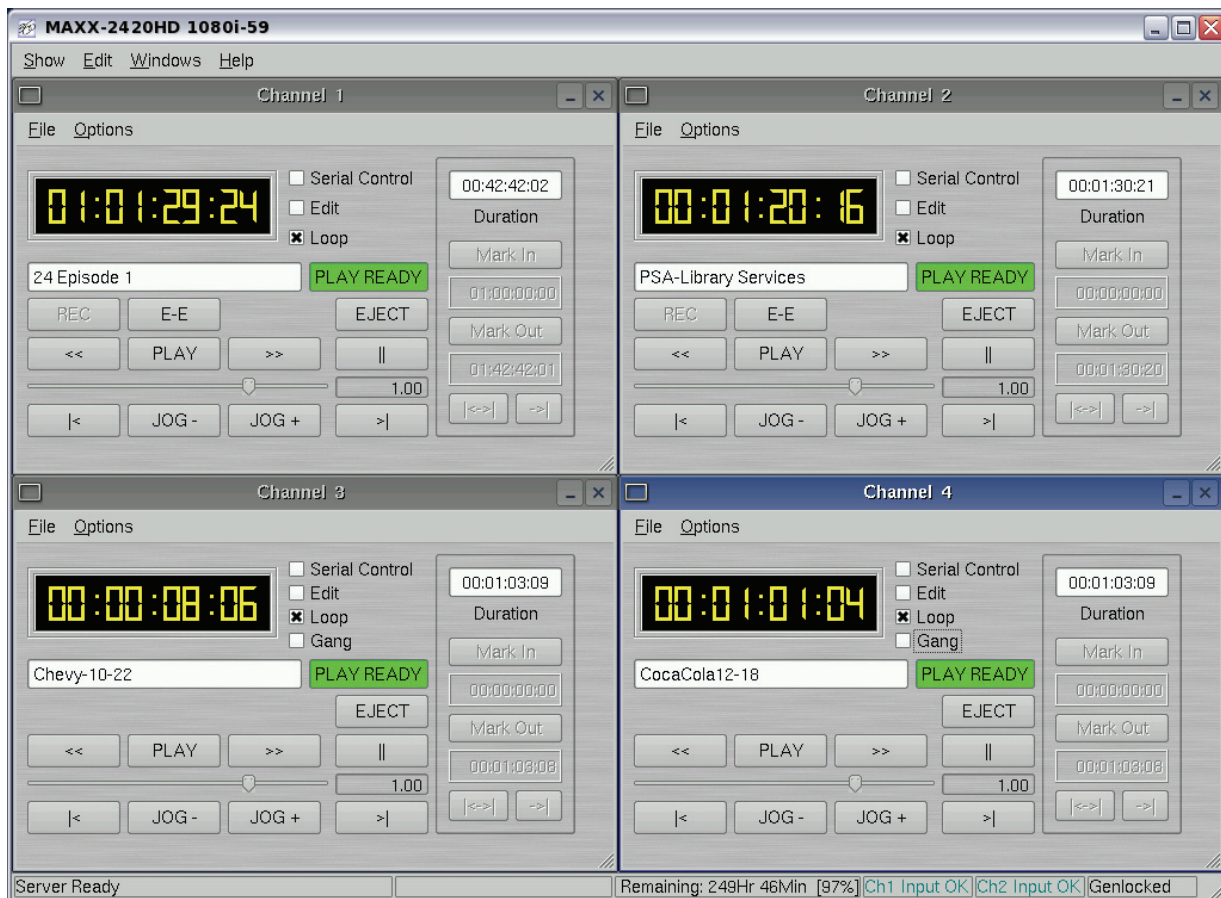 MAXX-2420HD 1080i-59
Show Edit Windows Help
Channel 1
File Options
01:01:29:24
Serial Control
Edit
Loop
00:42:42:02
Duration
Mark In
01:00:00:00
Mark Out
01:42:42:01
|<->| ->|
24 Episode 1
PLAY READY
REC E-E EJECT
<< PLAY >> ||
1.00
|< JOG - JOG + >|
Channel 2
File Options
00:01:20:16
Serial Control
Edit
Loop
00:01:30:21
Duration
Mark In
00:00:00:00
Mark Out
00:01:30:20
|<->| ->|
PSA-Library Services
PLAY READY
REC E-E EJECT
<< PLAY >> ||
1.00
|< JOG - JOG + >|
Channel 3
File Options
00:00:08:06
Serial Control
Edit
Loop
Gang
00:01:03:09
Duration
Mark In
00:00:00:00
Mark Out
00:01:03:08
|<->| ->|
Chevy-10-22
PLAY READY
EJECT
<< PLAY >> ||
1.00
|< JOG - JOG + >|
Channel 4
File Options
00:01:01:04
Serial Control
Edit
Loop
Gang
00:01:03:09
Duration
Mark In
00:00:00:00
Mark Out
00:01:03:08
|<->| ->|
CocaCola12-18
PLAY READY
EJECT
<< PLAY >> ||
1.00
|< JOG - JOG + >|
Server Ready
Remaining: 249Hr 46Min [97%] Ch1 Input OK Ch2 Input OK Genlocked